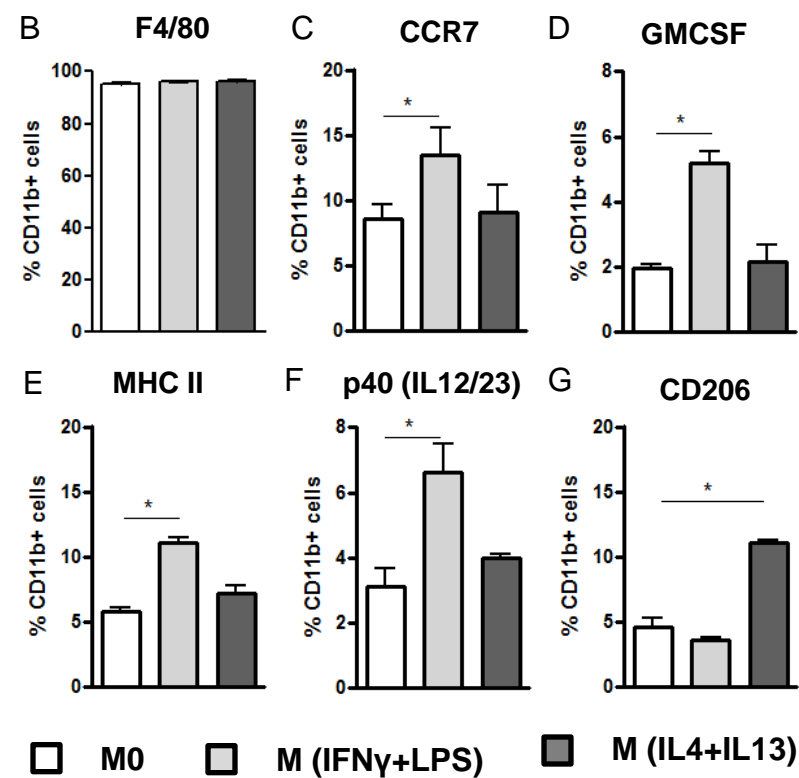 B F4/80
C CCR7
D GMCSF
% CD11b+ cells
100
80
60
40
20
0
*
% CD11b+ cells
20
15
10
5
0
*
% CD11b+ cells
8
6
4
2
0
E MHC II
F p40 (IL12/23)
G CD206
*
% CD11b+ cells
20
15
10
5
0
*
% CD11b+ cells
8
6
4
2
0
*
% CD11b+ cells
20
15
10
5
0
M0 M (IFNγ+LPS) M (IL4+IL13)